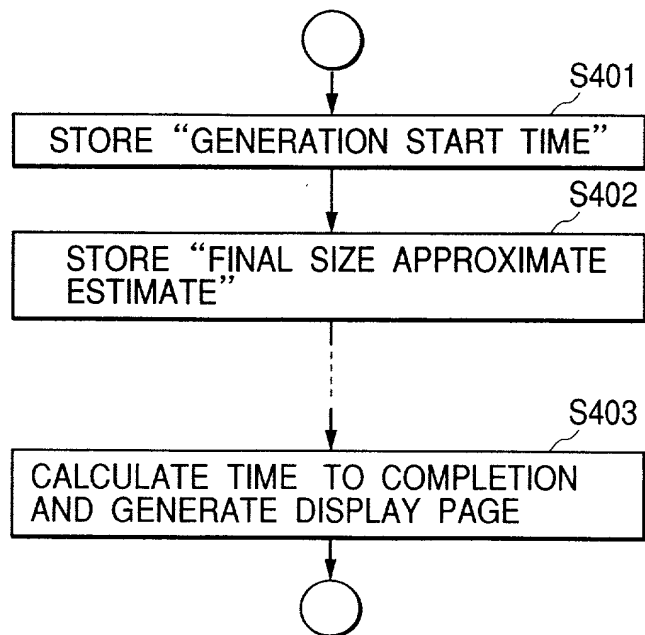 S401
STORE “GENERATION START TIME”
S402
STORE “FINAL SIZE APPROXIMATE
ESTIMATE”
S403
CALCULATE TIME TO COMPLETION
AND GENERATE DISPLAY PAGE